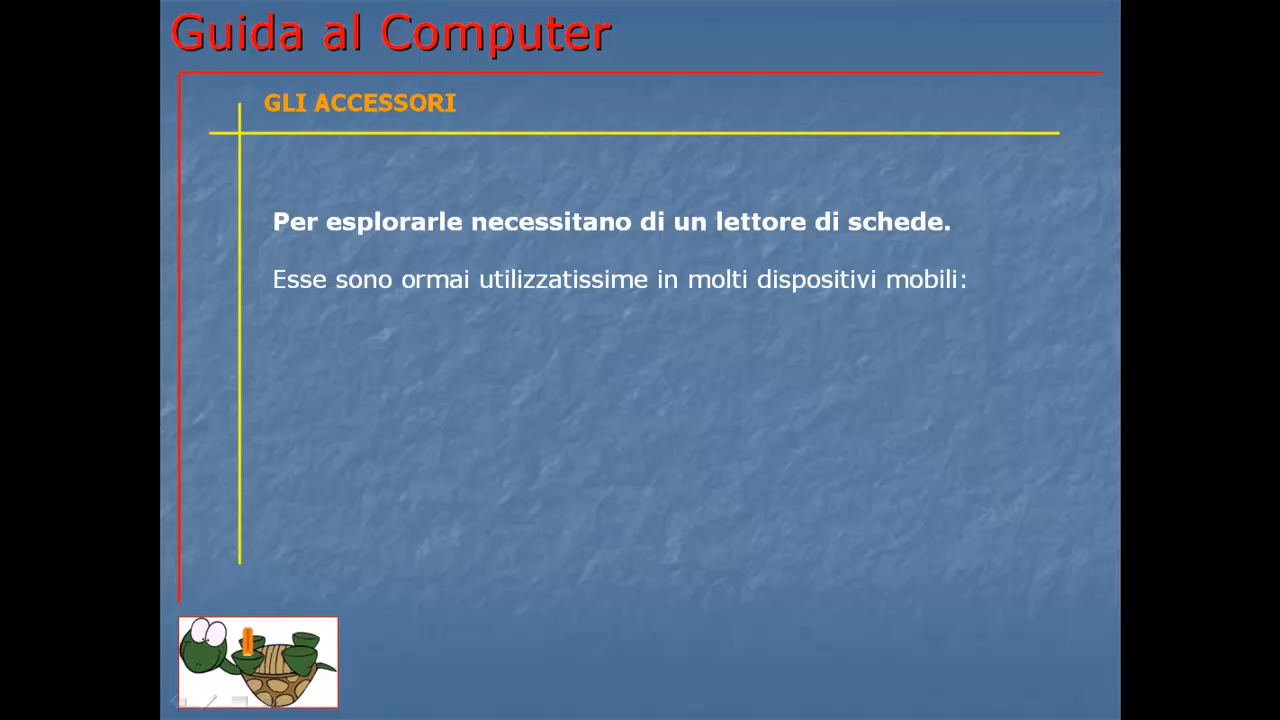 Guida al Computer
GLI ACCESSORI
Per esplorarle necessitano di un lettore di schede.
Esse sono ormai utilizzatissime in molti dispositivi mobili: